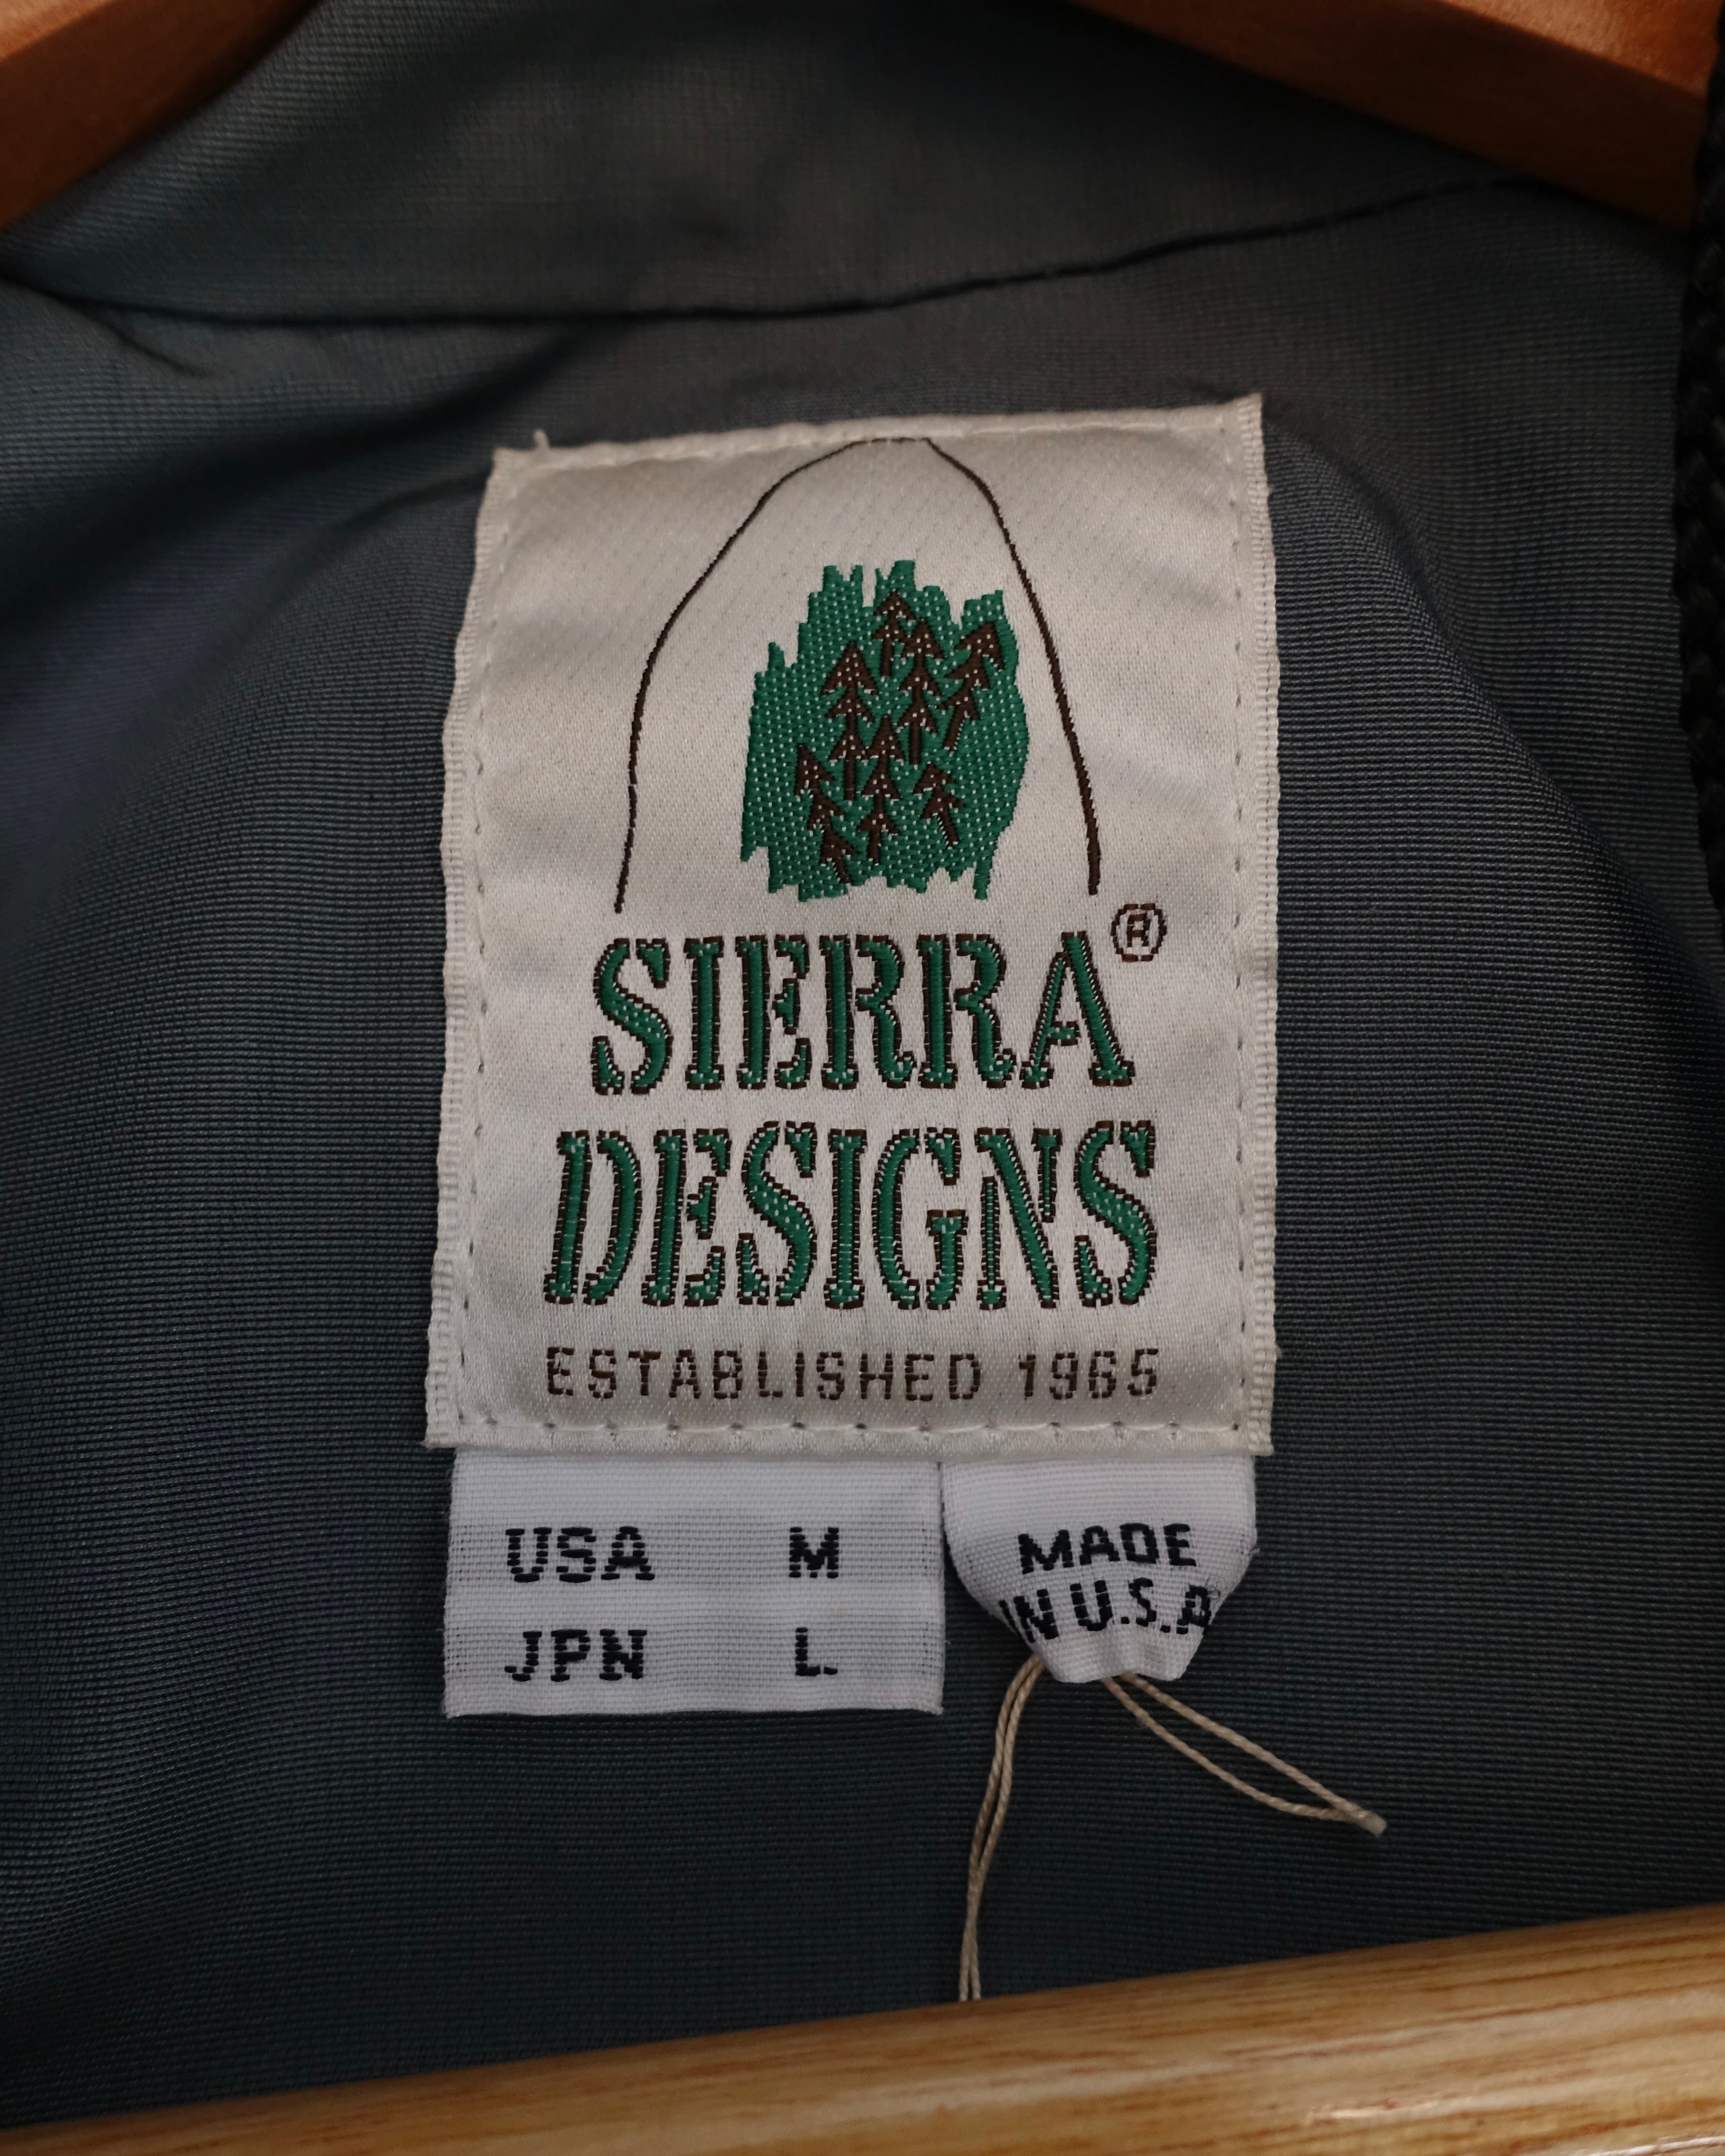 SIERRA®
DESIGNS
ESTABLISHED 1965
USA M
JPN L
MADE
IN U.S.A